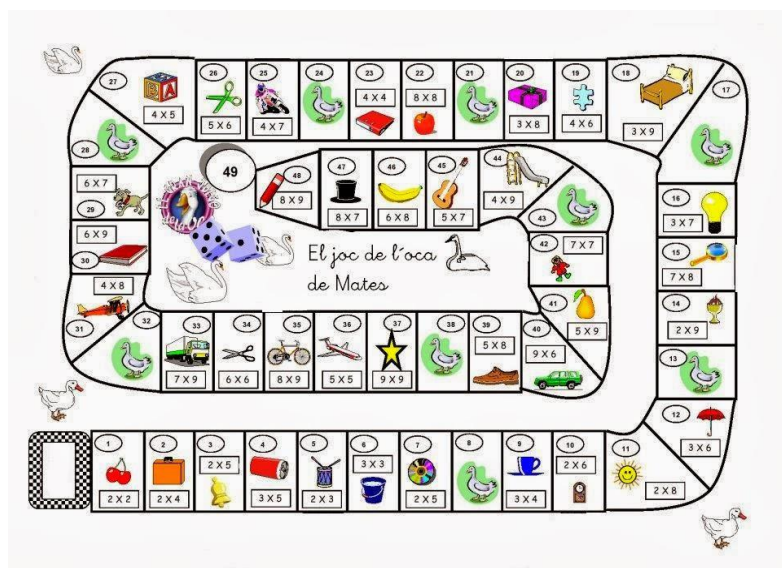 27
26
25
24
23
22
21
20
19
18
17
4 X 5
5 X 6
4 X 7
4 X 4
8 X 8
3 X 8
4 X 6
3 X 9
28
49
48
47
46
45
44
8 X 9
8 X 7
6 X 8
5 X 7
4 X 9
43
16
3 X 7
6 X 7
29
6 X 9
30
El joc de l´oca
de Mates
42
7 X 7
15
7 X 8
4 X 8
31
32
41
5 X 9
14
2 X 9
33
34
35
36
37
38
39
40
7 X 9
6 X 6
8 X 9
5 X 5
9 X 9
5 X 8
9 X 6
13
12
3 X 6
1
2
3
4
5
6
7
8
9
10
11
2 X 2
2 X 4
2 X 5
3 X 5
2 X 3
3 X 3
2 X 5
3 X 4
2 X 6
2 X 8